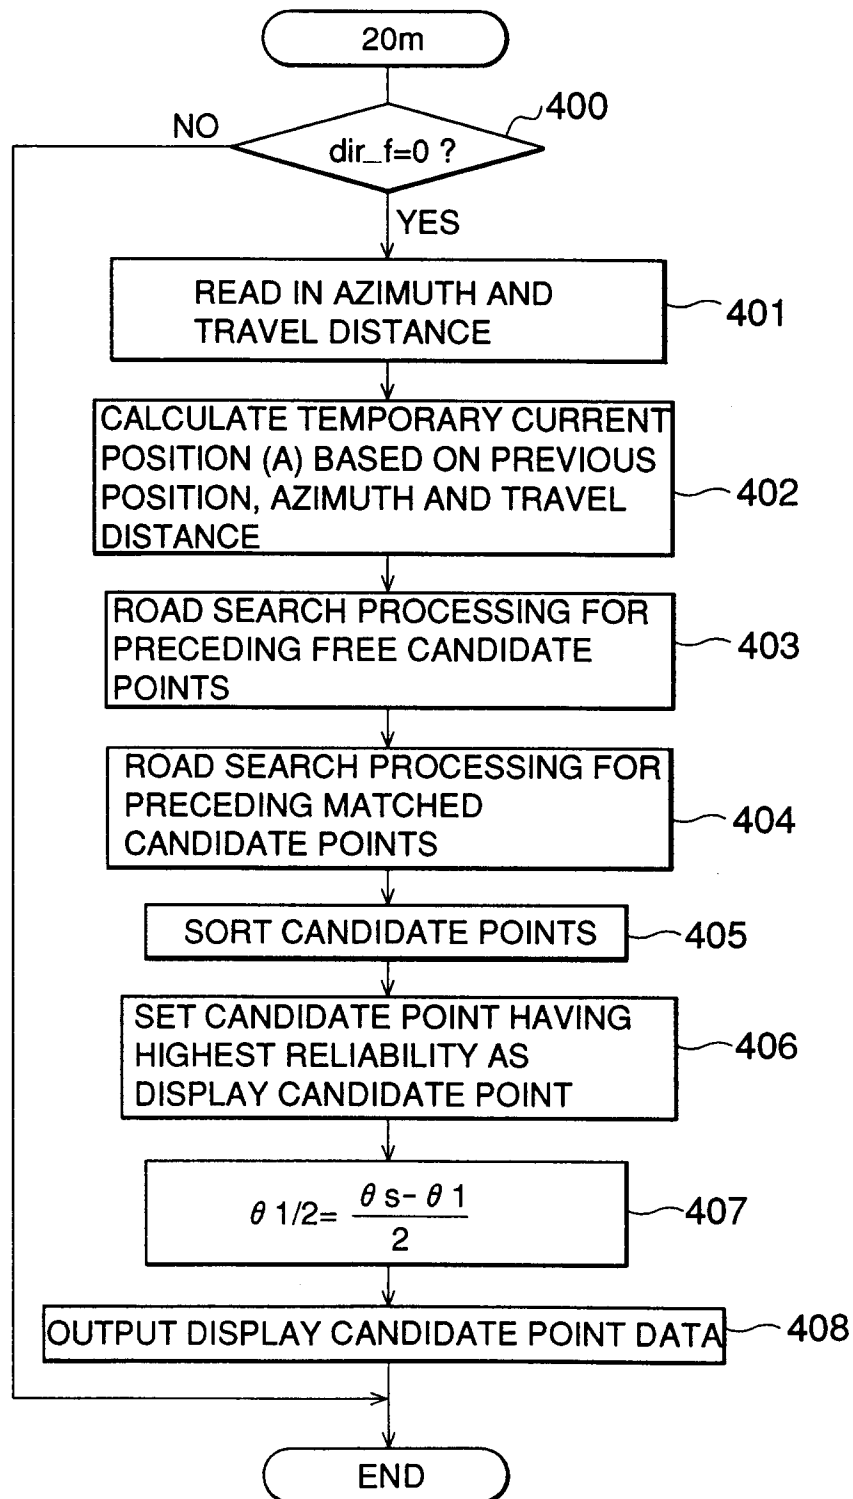 20m
400
NO
dir_f=0 ?
YES
READ IN AZIMUTH AND
TRAVEL DISTANCE
401
CALCULATE TEMPORARY CURRENT
POSITION (A) BASED ON PREVIOUS
POSITION, AZIMUTH AND TRAVEL
DISTANCE
402
ROAD SEARCH PROCESSING FOR
PRECEDING FREE CANDIDATE
POINTS
403
ROAD SEARCH PROCESSING FOR
PRECEDING MATCHED
CANDIDATE POINTS
404
SORT CANDIDATE POINTS
405
SET CANDIDATE POINT HAVING
HIGHEST RELIABILITY AS
DISPLAY CANDIDATE POINT
406
θ 1/2= θ s- θ 1
2
407
OUTPUT DISPLAY CANDIDATE POINT DATA
408
END